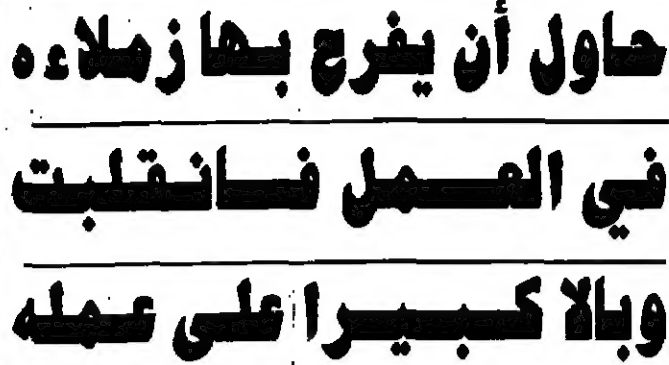 حاول أن يفرح بها زملاءه
في العمل فانقلبت
وبالا كبيرا على عمله